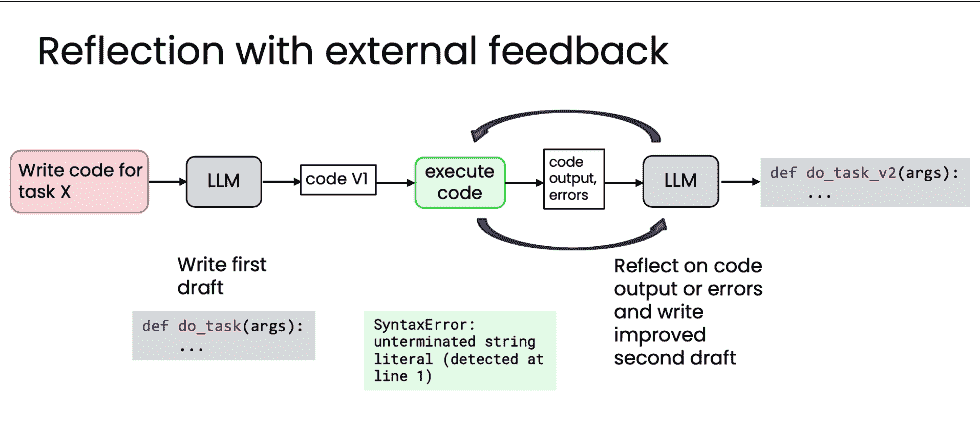 Reflection with external feedback
Write code for
task X
LLM
code V1
execute
code
code
output,
errors
LLM
def do_task_v2(args):
...
Write first
draft
def do_task(args):
...
SyntaxError:
unterminated string
literal (detected at
line 1)
Reflect on code
output or errors
and write
improved
second draft